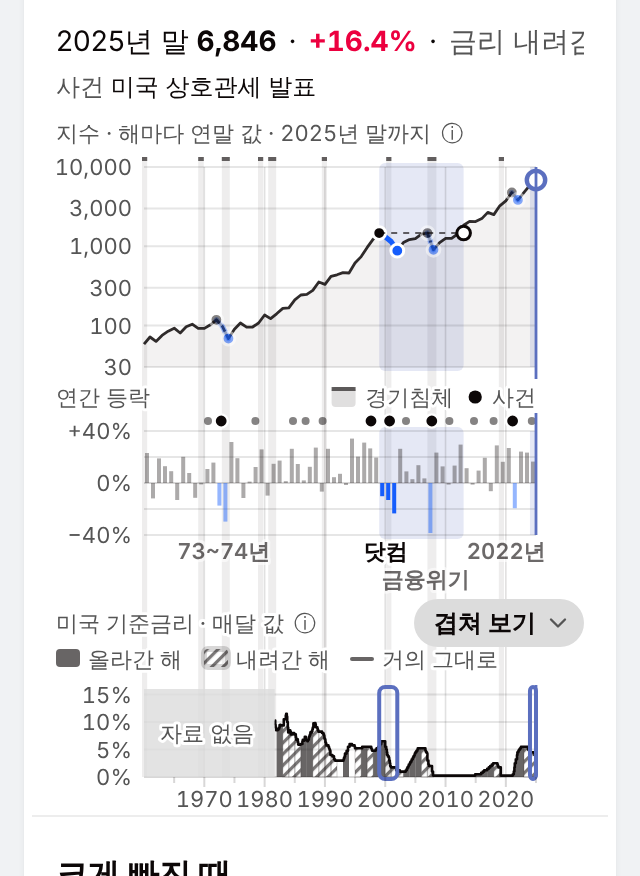 2025년 말 6,846 · +16.4% · 금리 내려감
사건 미국 상호관세 발표
지수 · 해마다 연말 값 · 2025년 말까지 ⓘ
10,000
3,000
1,000
300
100
30
연간 등락
경기침체 사건
+40%
0%
−40%
73~74년 닷컴 2022년
금융위기
미국 기준금리 · 매달 값 ⓘ
겹쳐 보기
올라간 해 내려간 해 거의 그대로
15%
10%
5%
0%
자료 없음
1970 1980 1990 2000 2010 2020
크게 빠진 때